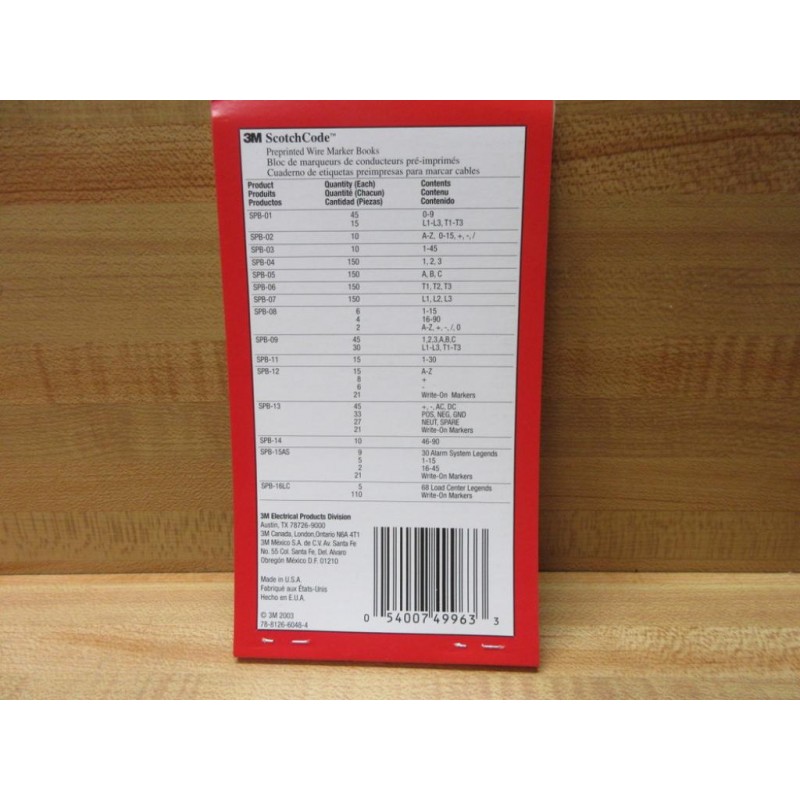 3M ScotchCode™
Preprinted Wire Marker Books
Bloc de marqueurs de conducteurs pré-imprimés
Cuaderno de etiquetas preimpresas para marcar cables
Product Quantity (Each) Contents
Produits Quantité (Chacun) Contenu
Productos Cantidad (Piezas) Contenido
SPB-01 45 0-9
15 L1-L3, T1-T3
SPB-02 10 A-Z, 0-15, +, -, /
SPB-03 10 1-45
SPB-04 150 1, 2, 3
SPB-05 150 A, B, C
SPB-06 150 T1, T2, T3
SPB-07 150 L1, L2, L3
SPB-08 6 1-15
4 16-90
2 A-Z, +, -, /, 0
SPB-09 45 1,2,3,A,B,C
30 L1-L3, T1-T3
SPB-11 15 1-30
SPB-12 15 A-Z
8 +
6 -
21 Write-On Markers
SPB-13 45 +, -, AC, DC
33 POS, NEG, GND
27 NEUT, SPARE
21 Write-On Markers
SPB-14 10 46-90
SPB-15AS 9 30 Alarm System Legends
5 1-15
2 16-45
21 Write-On Markers
SPB-16LC 5 68 Load Center Legends
110 Write-On Markers
3M Electrical Products Division
Austin, TX 78726-9000
3M Canada, London,Ontario N6A 4T1
3M México S.A. de C.V. Av. Santa Fe
No. 55 Col. Santa Fe, Del. Alvaro
Obregón México D.F. 01210
Made in U.S.A.
Fabriqué aux États-Unis
Hecho en E.U.A.
© 3M 2003
78-8126-6048-4
0 54007 49963 3